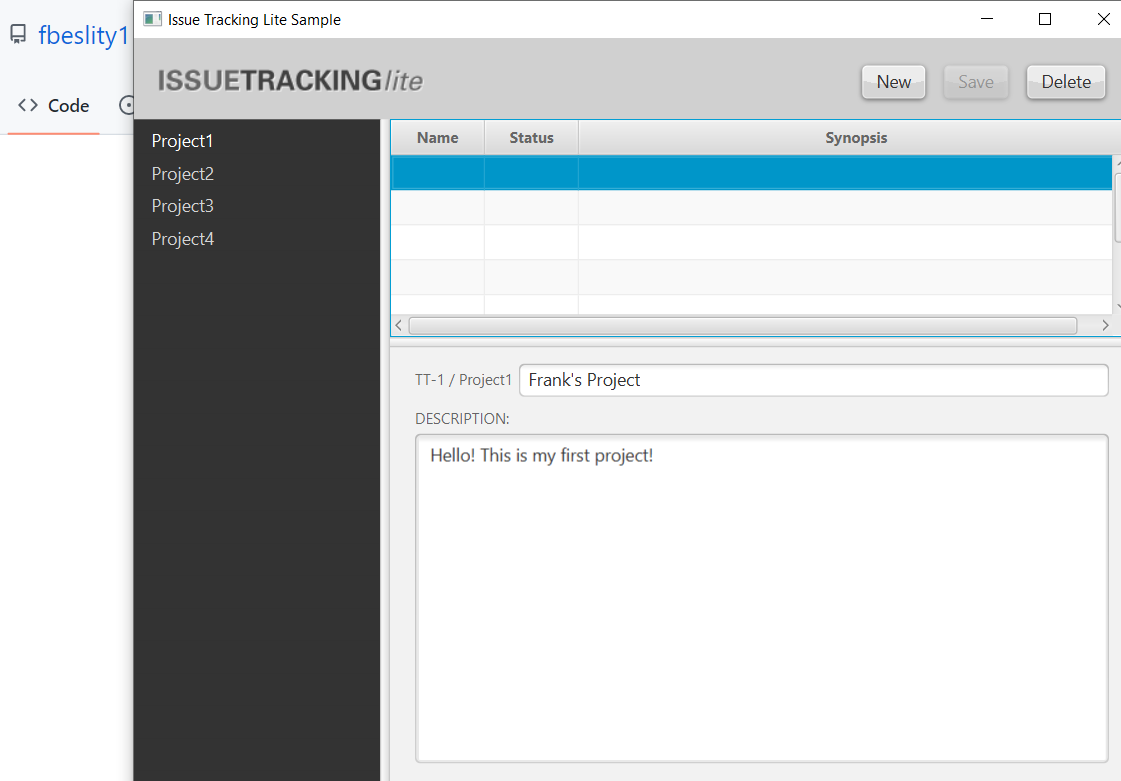 Issue Tracking Lite Sample
fbeslity1
ISSUETRACKINGlite
New Save Delete
Code
Project1
Project2
Project3
Project4
Name Status Synopsis
TT-1 / Project1 Frank's Project
DESCRIPTION:
Hello! This is my first project!